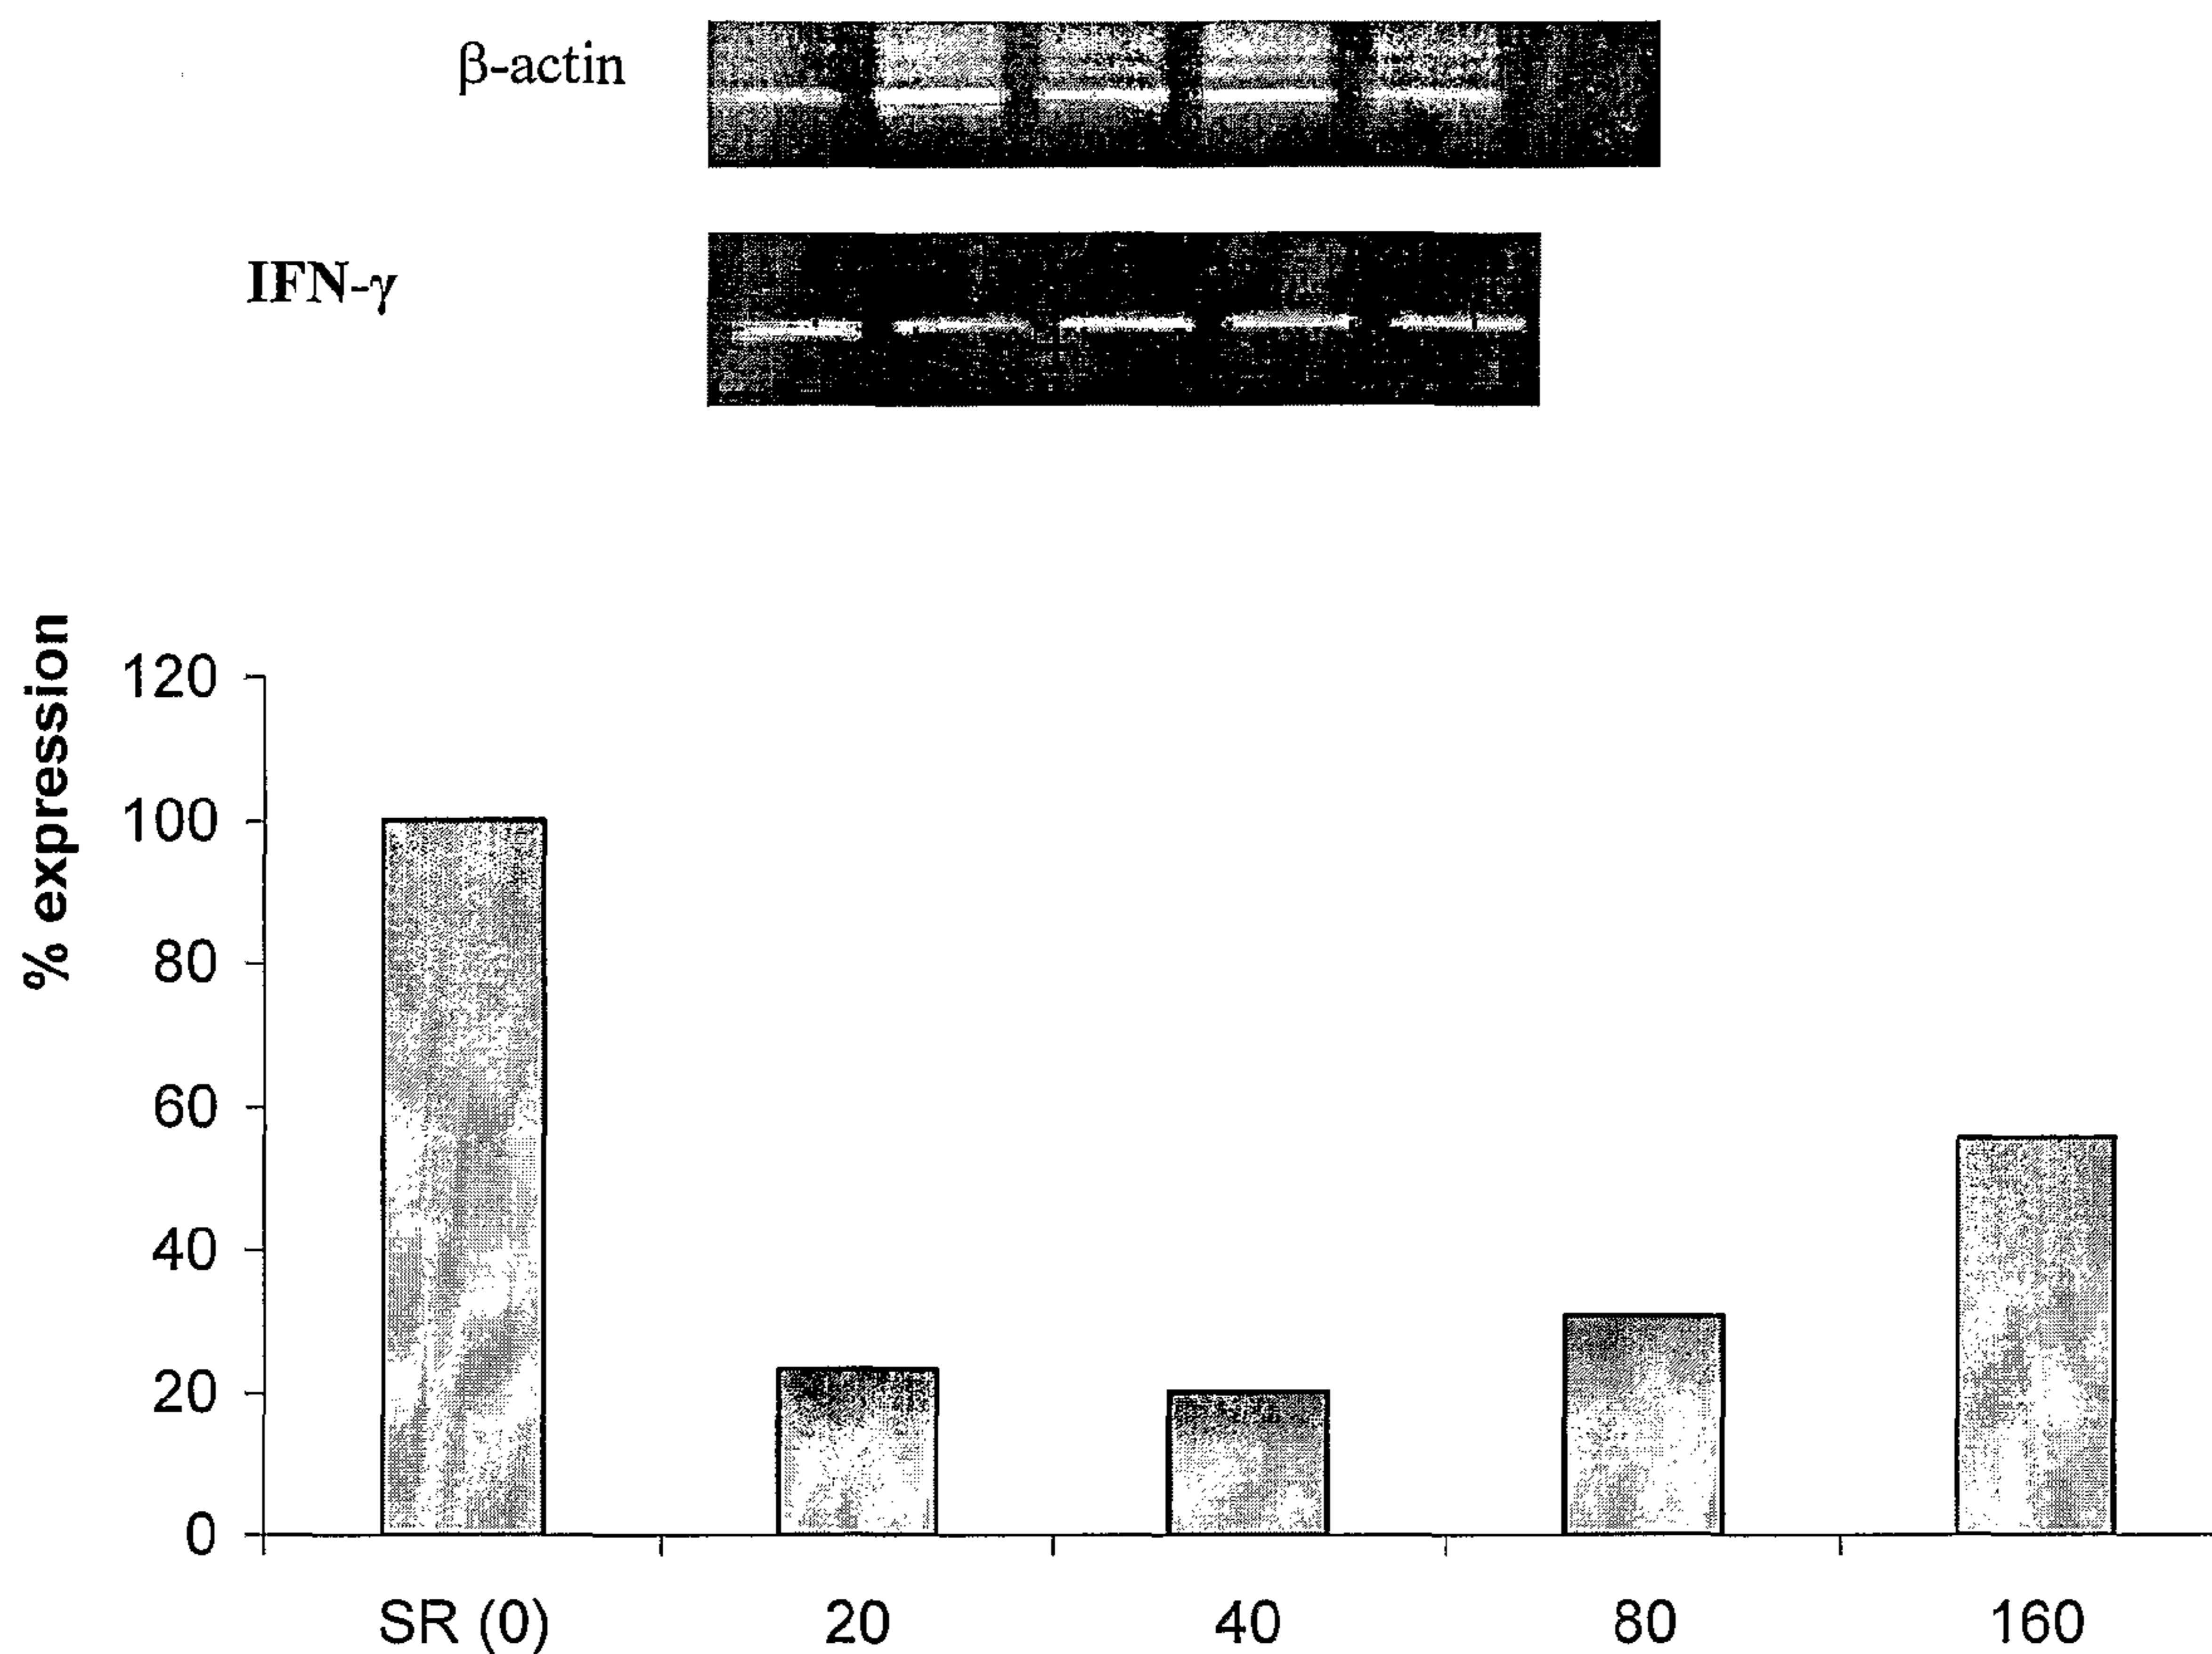 β-actin
IFN-γ
% expression
120
100
80
60
40
20
0
SR (0) 20 40 80 160